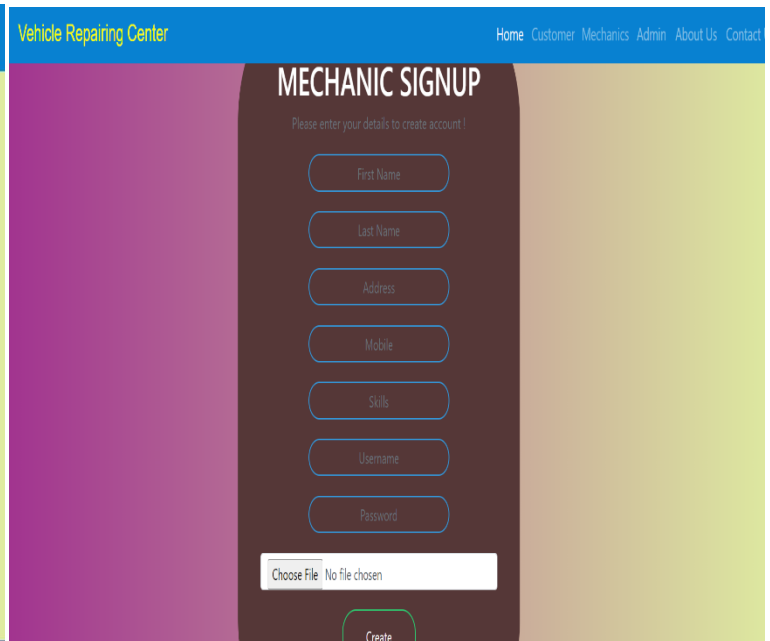 Vehicle Repairing Center
Home Customer Mechanics Admin About Us Contact
MECHANIC SIGNUP
Please enter your details to create account !
First Name
Last Name
Address
Mobile
Skills
Username
Password
Choose File No file chosen
Create